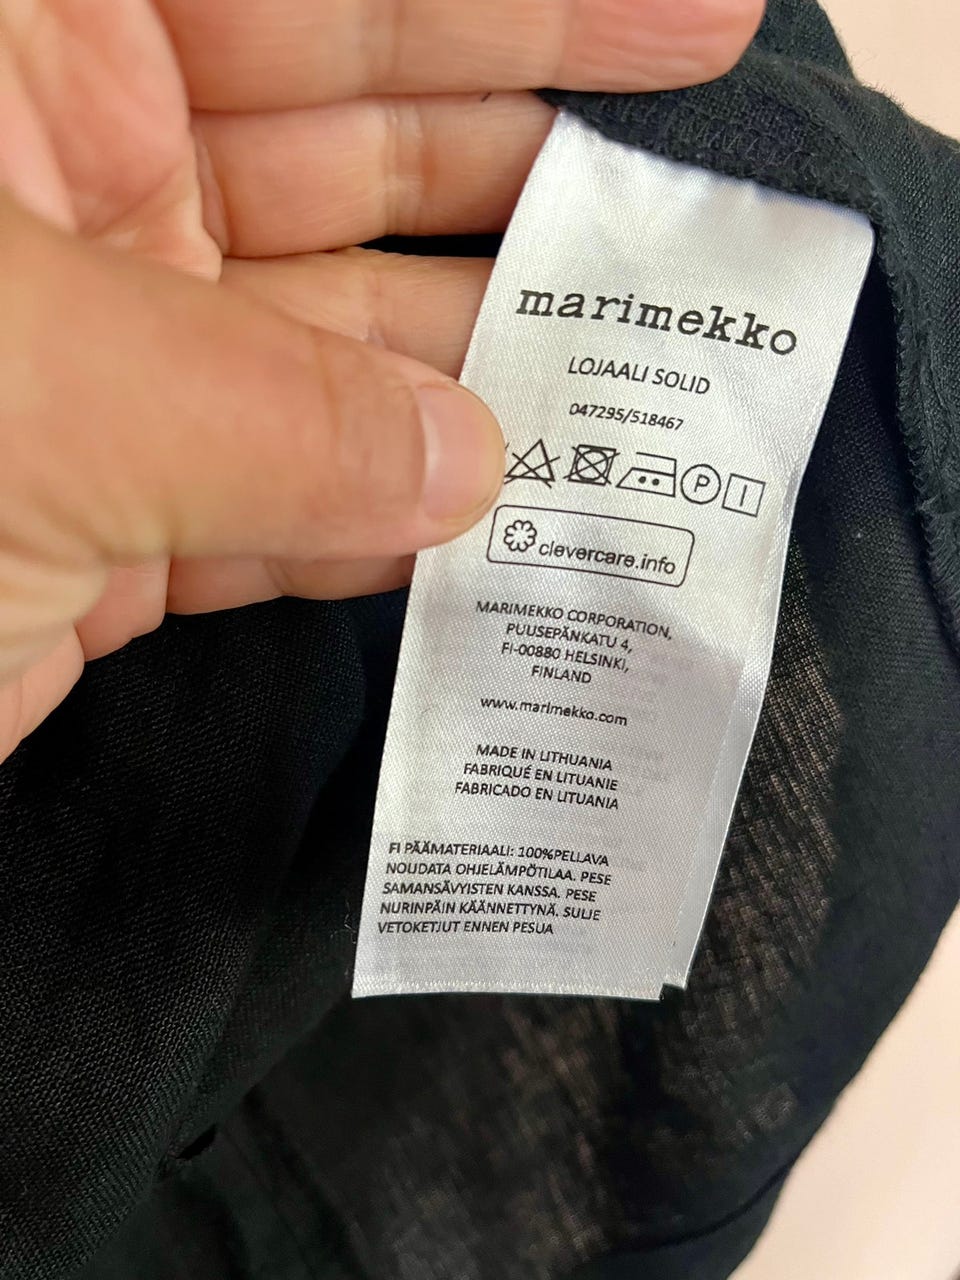 marimekko
LOJAALI SOLID
047295/518467
P
clevercare.info
MARIMEKKO CORPORATION,
PUUSEPÄNKATU 4,
FI-00880 HELSINKI,
FINLAND
www.marimekko.com
MADE IN LITHUANIA
FABRIQUÉ EN LITUANIE
FABRICADO EN LITUANIA
FI PÄÄMATERIAALI: 100%PELLAVA
NOUDATA OHJELÄMPÖTILAA. PESE
SAMANSÄVYISTEN KANSSA. PESE
NURINPÄIN KÄÄNNETTYNÄ. SULJE
VETOKETJUT ENNEN PESUA